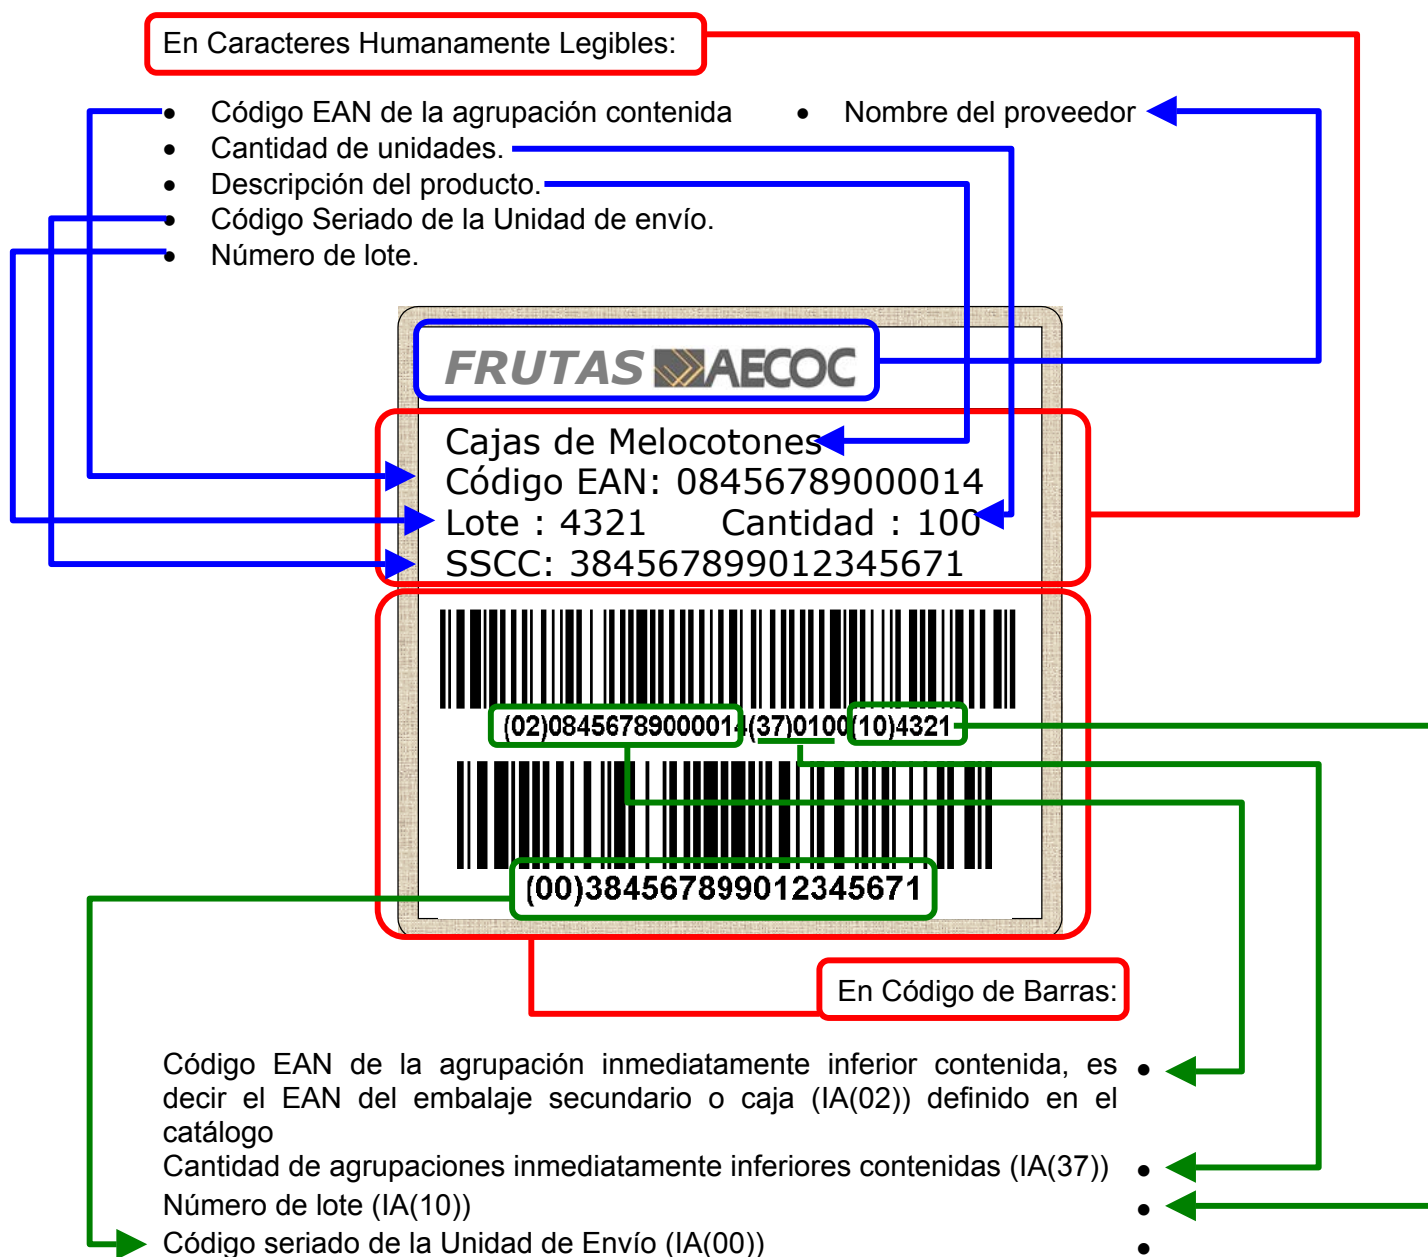 En Caracteres Humanamente Legibles:
• Código EAN de la agrupación contenida
• Cantidad de unidades.
• Descripción del producto.
• Código Seriado de la Unidad de envío.
• Número de lote.
• Nombre del proveedor
FRUTAS AECOC
Cajas de Melocotones
Código EAN: 08456789000014
Lote : 4321 Cantidad : 100
SSCC: 384567899012345671
(02)08456789000014(37)0100(10)4321
(00)384567899012345671
En Código de Barras:
Código EAN de la agrupación inmediatamente inferior contenida, es •
decir el EAN del embalaje secundario o caja (IA(02)) definido en el
catálogo
Cantidad de agrupaciones inmediatamente inferiores contenidas (IA(37)) •
Número de lote (IA(10)) •
Código seriado de la Unidad de Envío (IA(00)) •